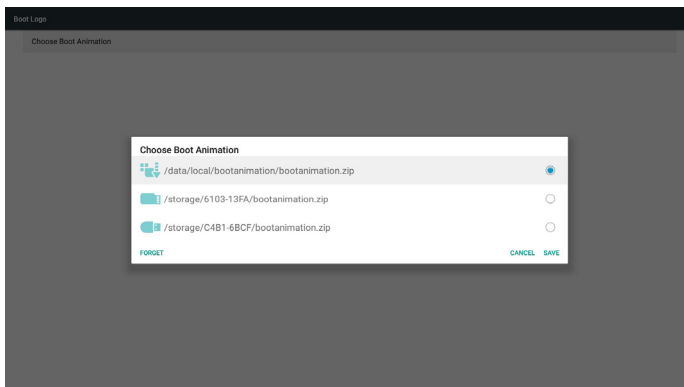 Boot Logo
Choose Boot Animation
Choose Boot Animation
/data/local/bootanimation/bootanimation.zip
/storage/6103-13FA/bootanimation.zip
/storage/C4B1-6BCF/bootanimation.zip
FORGET CANCEL SAVE